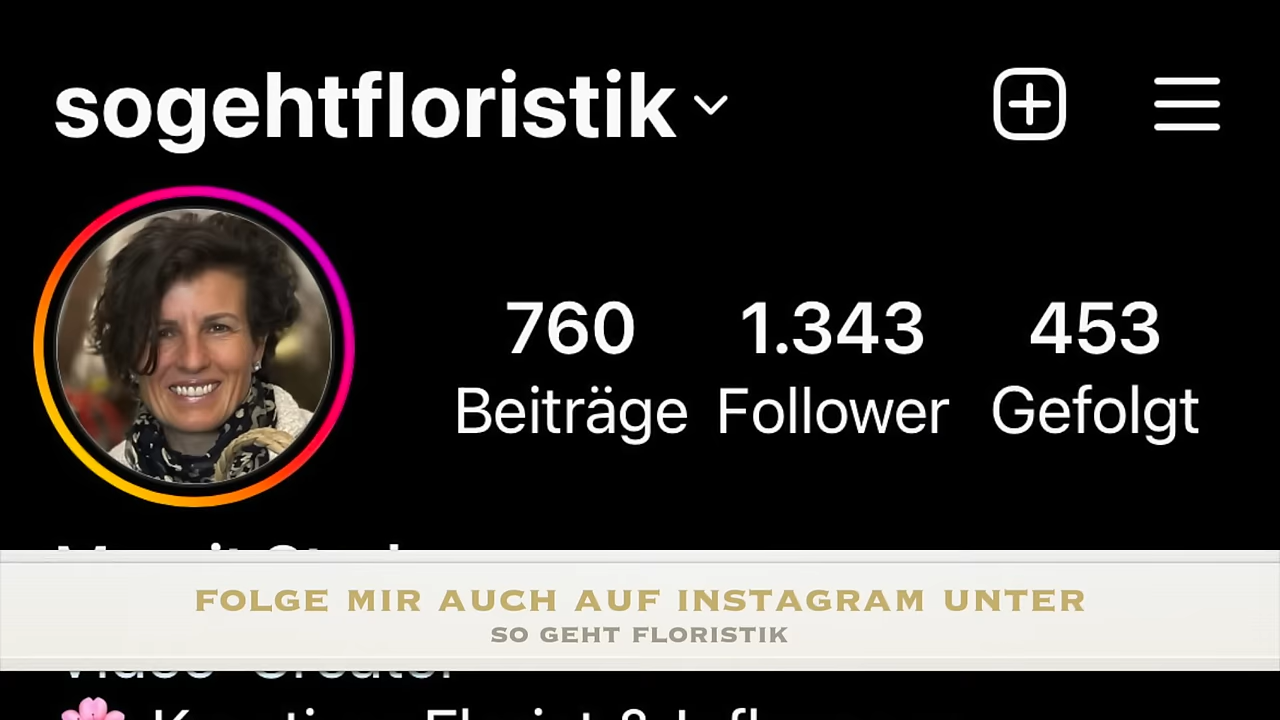 sogehtfloristik
760 1.343 453
Beiträge Follower Gefolgt
FOLGE MIR AUCH AUF INSTAGRAM UNTER
SO GEHT FLORISTIK